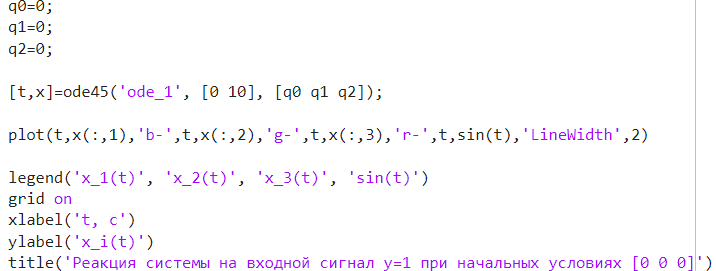 q0=0;
q1=0;
q2=0;
[t,x]=ode45('ode_1', [0 10], [q0 q1 q2]);
plot(t,x(:,1),'b-',t,x(:,2),'g-',t,x(:,3),'r-',t,sin(t),'LineWidth',2)
legend('x_1(t)', 'x_2(t)', 'x_3(t)', 'sin(t)')
grid on
xlabel('t, c')
ylabel('x_i(t)')
title('Реакция системы на входной сигнал y=1 при начальных условиях [0 0 0]')